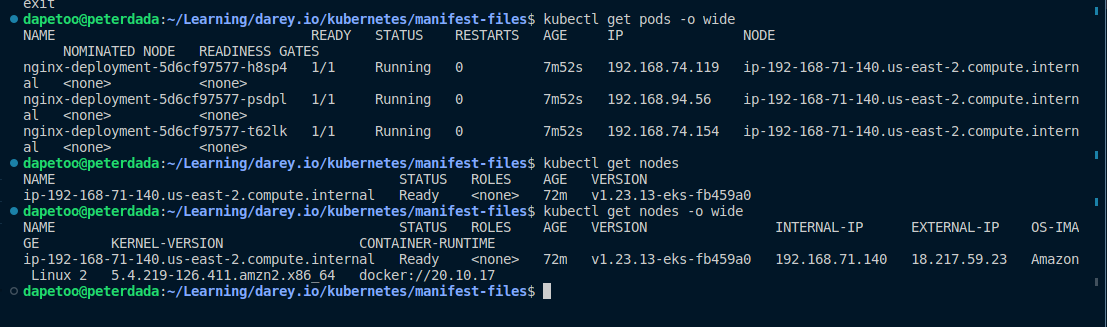 exit
dapetoo@peterdada:~/Learning/darey.io/kubernetes/manifest-files$ kubectl get pods -o wide
NAME                                READY   STATUS    RESTARTS   AGE     IP               NODE
     NOMINATED NODE   READINESS GATES
nginx-deployment-5d6cf97577-h8sp4   1/1     Running   0          7m52s   192.168.74.119   ip-192-168-71-140.us-east-2.compute.intern
al   <none>           <none>
nginx-deployment-5d6cf97577-psdpl   1/1     Running   0          7m52s   192.168.94.56    ip-192-168-71-140.us-east-2.compute.intern
al   <none>           <none>
nginx-deployment-5d6cf97577-t62lk   1/1     Running   0          7m52s   192.168.74.154   ip-192-168-71-140.us-east-2.compute.intern
al   <none>           <none>
dapetoo@peterdada:~/Learning/darey.io/kubernetes/manifest-files$ kubectl get nodes
NAME                                           STATUS   ROLES    AGE   VERSION
ip-192-168-71-140.us-east-2.compute.internal   Ready    <none>   72m   v1.23.13-eks-fb459a0
dapetoo@peterdada:~/Learning/darey.io/kubernetes/manifest-files$ kubectl get nodes -o wide
NAME                                           STATUS   ROLES    AGE   VERSION                INTERNAL-IP      EXTERNAL-IP    OS-IMA
GE         KERNEL-VERSION                 CONTAINER-RUNTIME
ip-192-168-71-140.us-east-2.compute.internal   Ready    <none>   72m   v1.23.13-eks-fb459a0   192.168.71.140   18.217.59.23   Amazon
 Linux 2   5.4.219-126.411.amzn2.x86_64   docker://20.10.17
dapetoo@peterdada:~/Learning/darey.io/kubernetes/manifest-files$